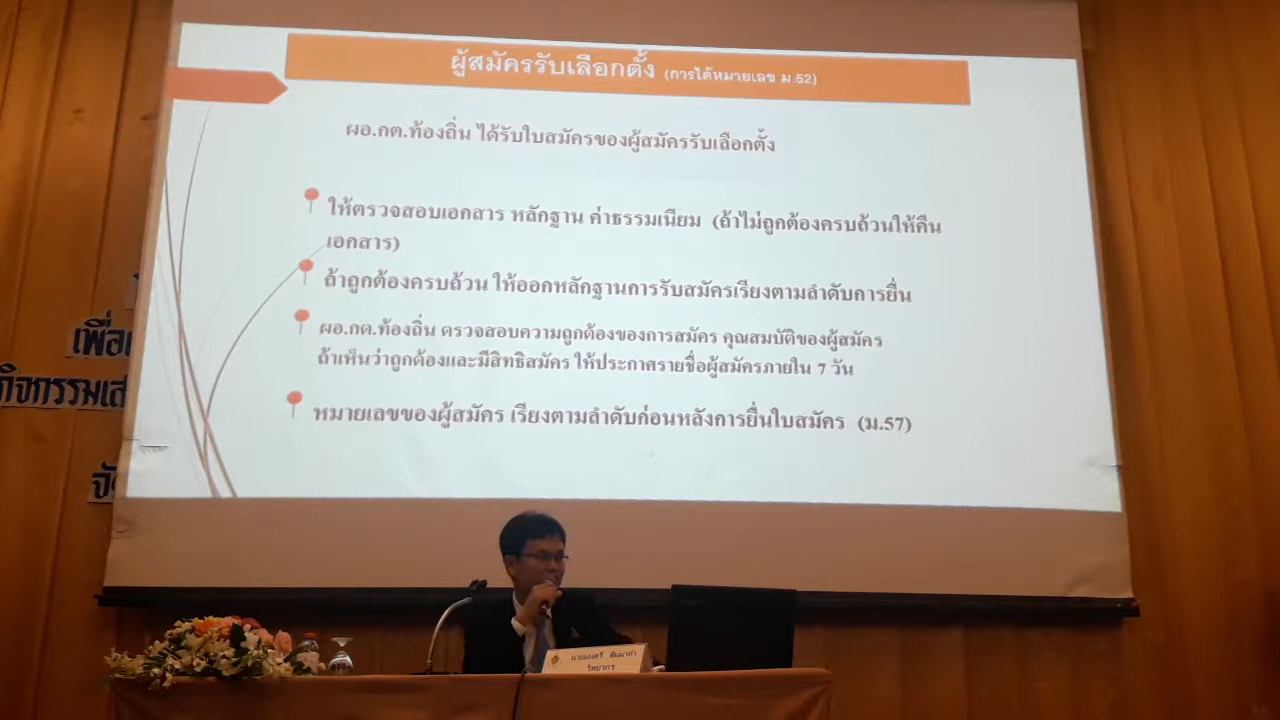 ผู้สมัครรับเลือกตั้ง (การได้หมายเลข ม.52)
ผอ.กต.ท้องถิ่น ได้รับใบสมัครของผู้สมัครรับเลือกตั้ง
ให้ตรวจสอบเอกสาร หลักฐาน ค่าธรรมเนียม (ถ้าไม่ถูกต้องครบถ้วนให้คืน
เอกสาร)
ถ้าถูกต้องครบถ้วน ให้ออกหลักฐานการรับสมัครเรียงตามลำดับการยื่น
ผอ.กต.ท้องถิ่น ตรวจสอบความถูกต้องของการสมัคร คุณสมบัติของผู้สมัคร
ถ้าเห็นว่าถูกต้องและมีสิทธิสมัคร ให้ประกาศรายชื่อผู้สมัครภายใน 7 วัน
หมายเลขของผู้สมัคร เรียงตามลำดับก่อนหลังการยื่นใบสมัคร (ม.57)
เพื่อ
กิจกรรมเส
จั
นายมนตรี
วิทยากร